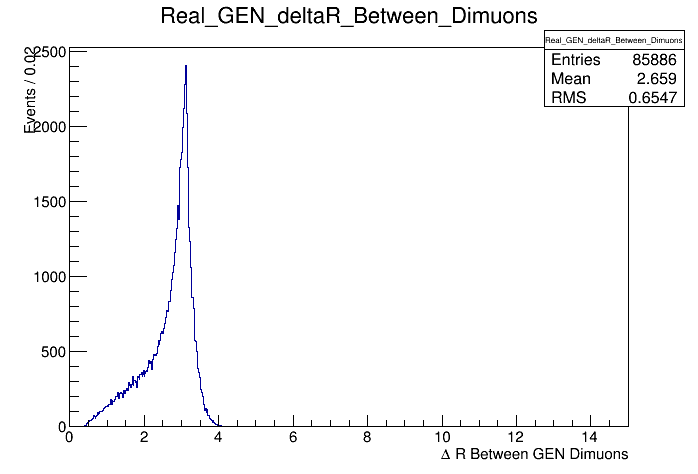 Real_GEN_deltaR_Between_Dimuons
Real_GEN_deltaR_Between_Dimuons
Entries 85886
Mean 2.659
RMS 0.6547
Events / 0.02
2500
2000
1500
1000
500
0
0 2 4 6 8 10 12 14
Δ R Between GEN Dimuons